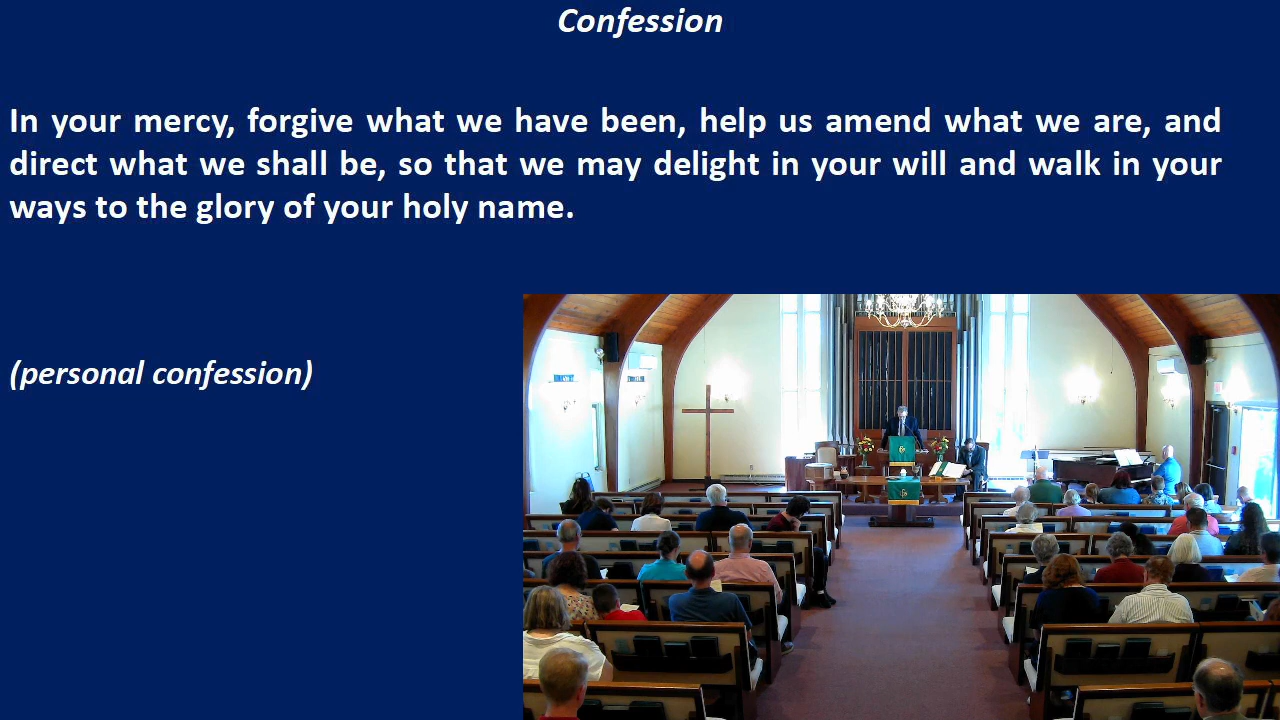 Confession
In your mercy, forgive what we have been, help us amend what we are, and
direct what we shall be, so that we may delight in your will and walk in your
ways to the glory of your holy name.
(personal confession)